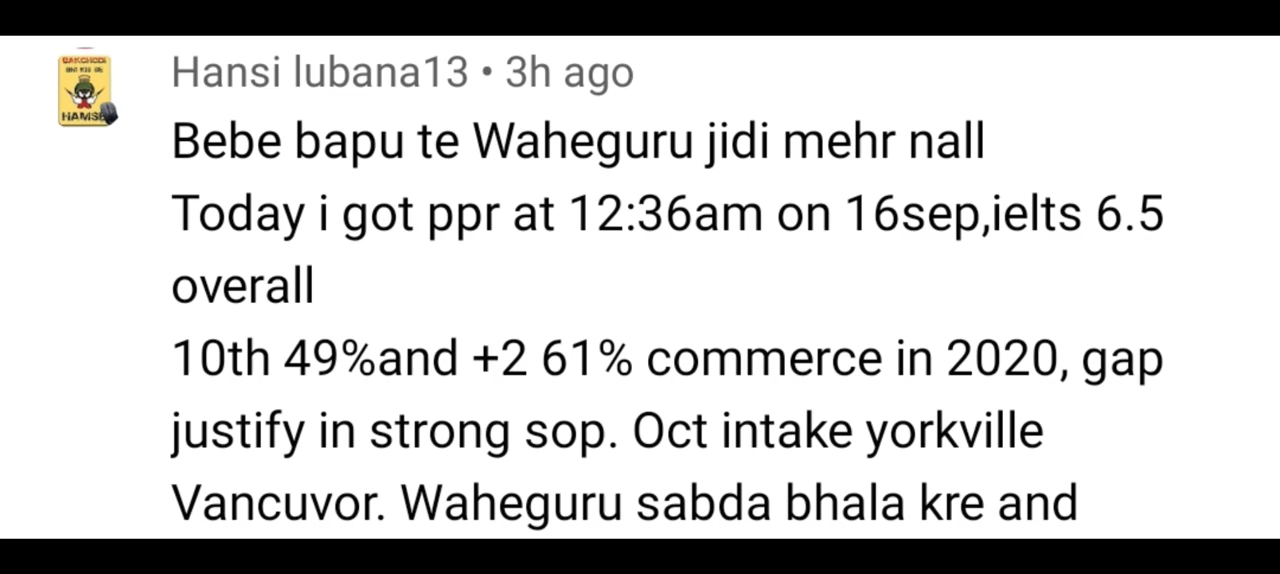 Hansi lubana13 • 3h ago
Bebe bapu te Waheguru jidi mehr nall
Today i got ppr at 12:36am on 16sep,ielts 6.5
overall
10th 49%and +2 61% commerce in 2020, gap
justify in strong sop. Oct intake yorkville
Vancuvor. Waheguru sabda bhala kre and